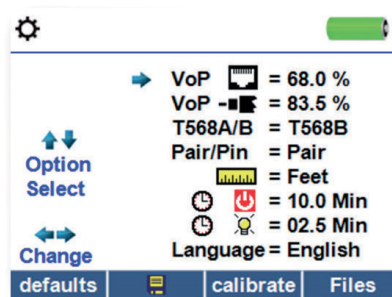 VoP = 68.0 %
VoP = 83.5 %
T568A/B = T568B
Pair/Pin = Pair
= Feet
= 10.0 Min
= 02.5 Min
Language = English
Option
Select
Change
defaults calibrate Files